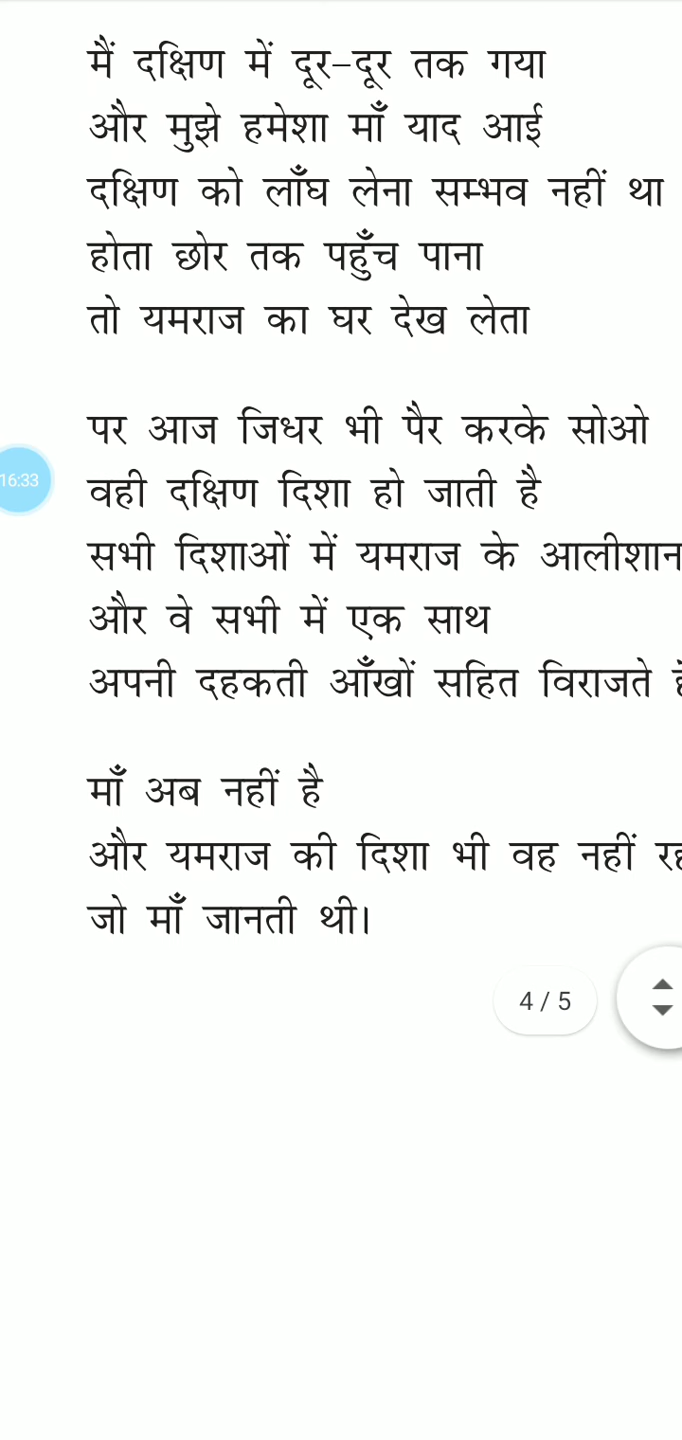 मैं दक्षिण में दूर-दूर तक गया
और मुझे हमेशा माँ याद आई
दक्षिण को लाँघ लेना सम्भव नहीं था
होता छोर तक पहुँच पाना
तो यमराज का घर देख लेता
पर आज जिधर भी पैर करके सोओ
16:33
वही दक्षिण दिशा हो जाती है
सभी दिशाओं में यमराज के आलीशान
और वे सभी में एक साथ
अपनी दहकती आँखों सहित विराजते
माँ अब नहीं है
और यमराज की दिशा भी वह नहीं
जो माँ जानती थी।
4 / 5